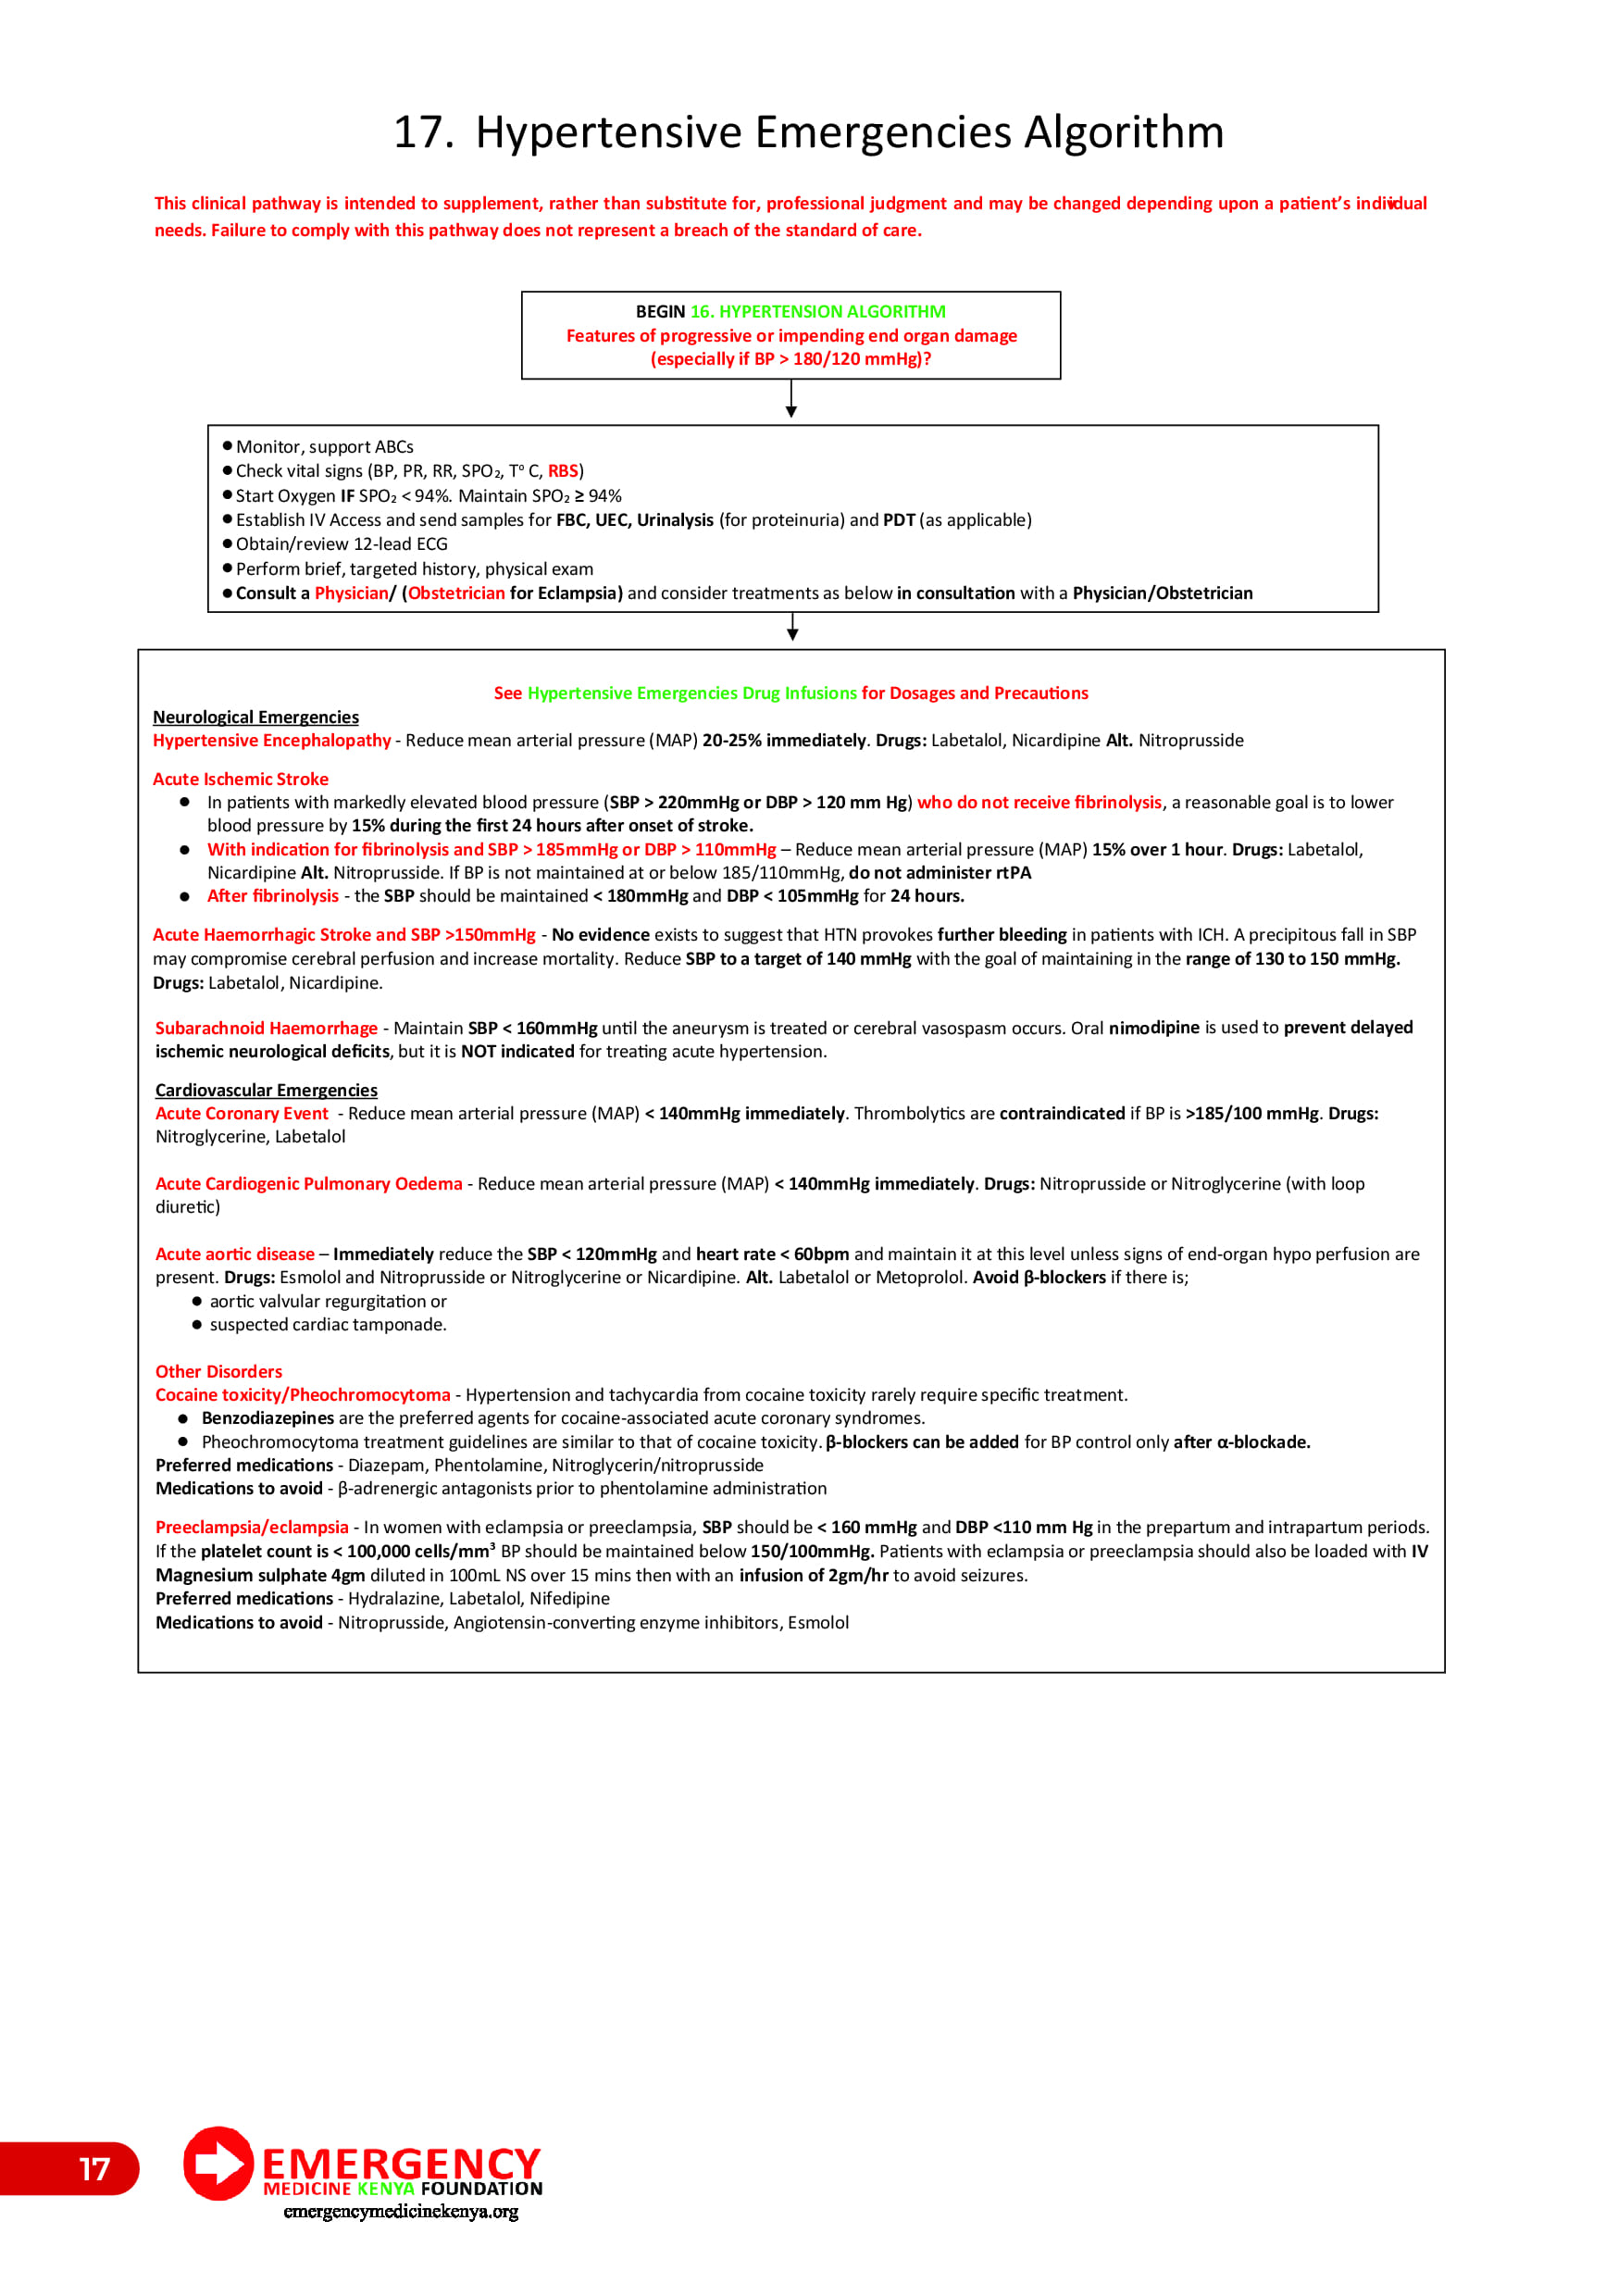 17. Hypertensive Emergencies Algorithm
This clinical pathway is intended to supplement, rather than substitute for, professional judgment and may be changed depending upon a patient's individual
needs. Failure to comply with this pathway does not represent a breach of the standard of care.
BEGIN 16. HYPERTENSION ALGORITHM
Features of progressive or impending end organ damage
(especially if BP > 180/120 mmHg)?
● Monitor, support ABCs
● Check vital signs (BP, PR, RR, SPO₂, Tº C, RBS)
● Start Oxygen IF SPO₂ < 94%. Maintain SPO₂ ≥ 94%
● Establish IV Access and send samples for FBC, UEC, Urinalysis (for proteinuria) and PDT (as applicable)
● Obtain/review 12-lead ECG
● Perform brief, targeted history, physical exam
● Consult a Physician/ (Obstetrician for Eclampsia) and consider treatments as below in consultation with a Physician/Obstetrician
See Hypertensive Emergencies Drug Infusions for Dosages and Precautions
Neurological Emergencies
Hypertensive Encephalopathy - Reduce mean arterial pressure (MAP) 20-25% immediately. Drugs: Labetalol, Nicardipine Alt. Nitroprusside
Acute Ischemic Stroke
● In patients with markedly elevated blood pressure (SBP > 220mmHg or DBP > 120 mm Hg) who do not receive fibrinolysis, a reasonable goal is to lower
blood pressure by 15% during the first 24 hours after onset of stroke.
● With indication for fibrinolysis and SBP > 185mmHg or DBP > 110mmHg – Reduce mean arterial pressure (MAP) 15% over 1 hour. Drugs: Labetalol,
Nicardipine Alt. Nitroprusside. If BP is not maintained at or below 185/110mmHg, do not administer rtPA
● After fibrinolysis - the SBP should be maintained < 180mmHg and DBP < 105mmHg for 24 hours.
Acute Haemorrhagic Stroke and SBP >150mmHg - No evidence exists to suggest that HTN provokes further bleeding in patients with ICH. A precipitous fall in SBP
may compromise cerebral perfusion and increase mortality. Reduce SBP to a target of 140 mmHg with the goal of maintaining in the range of 130 to 150 mmHg.
Drugs: Labetalol, Nicardipine.
Subarachnoid Haemorrhage - Maintain SBP < 160mmHg until the aneurysm is treated or cerebral vasospasm occurs. Oral nimodipine is used to prevent delayed
ischemic neurological deficits, but it is NOT indicated for treating acute hypertension.
Cardiovascular Emergencies
Acute Coronary Event - Reduce mean arterial pressure (MAP) < 140mmHg immediately. Thrombolytics are contraindicated if BP is >185/100 mmHg. Drugs:
Nitroglycerine, Labetalol
Acute Cardiogenic Pulmonary Oedema - Reduce mean arterial pressure (MAP) < 140mmHg immediately. Drugs: Nitroprusside or Nitroglycerine (with loop
diuretic)
Acute aortic disease – Immediately reduce the SBP < 120mmHg and heart rate < 60bpm and maintain it at this level unless signs of end-organ hypo perfusion are
present. Drugs: Esmolol and Nitroprusside or Nitroglycerine or Nicardipine. Alt. Labetalol or Metoprolol. Avoid β-blockers if there is;
● aortic valvular regurgitation or
● suspected cardiac tamponade.
Other Disorders
Cocaine toxicity/Pheochromocytoma - Hypertension and tachycardia from cocaine toxicity rarely require specific treatment.
● Benzodiazepines are the preferred agents for cocaine-associated acute coronary syndromes.
● Pheochromocytoma treatment guidelines are similar to that of cocaine toxicity. β-blockers can be added for BP control only after α-blockade.
Preferred medications - Diazepam, Phentolamine, Nitroglycerin/nitroprusside
Medications to avoid - β-adrenergic antagonists prior to phentolamine administration
Preeclampsia/eclampsia - In women with eclampsia or preeclampsia, SBP should be < 160 mmHg and DBP <110 mm Hg in the prepartum and intrapartum periods.
If the platelet count is < 100,000 cells/mm³ BP should be maintained below 150/100mmHg. Patients with eclampsia or preeclampsia should also be loaded with IV
Magnesium sulphate 4gm diluted in 100mL NS over 15 mins then with an infusion of 2gm/hr to avoid seizures.
Preferred medications - Hydralazine, Labetalol, Nifedipine
Medications to avoid - Nitroprusside, Angiotensin-converting enzyme inhibitors, Esmolol
17
EMERGENCY
MEDICINE KENYA FOUNDATION
emergencymedicinekenya.org